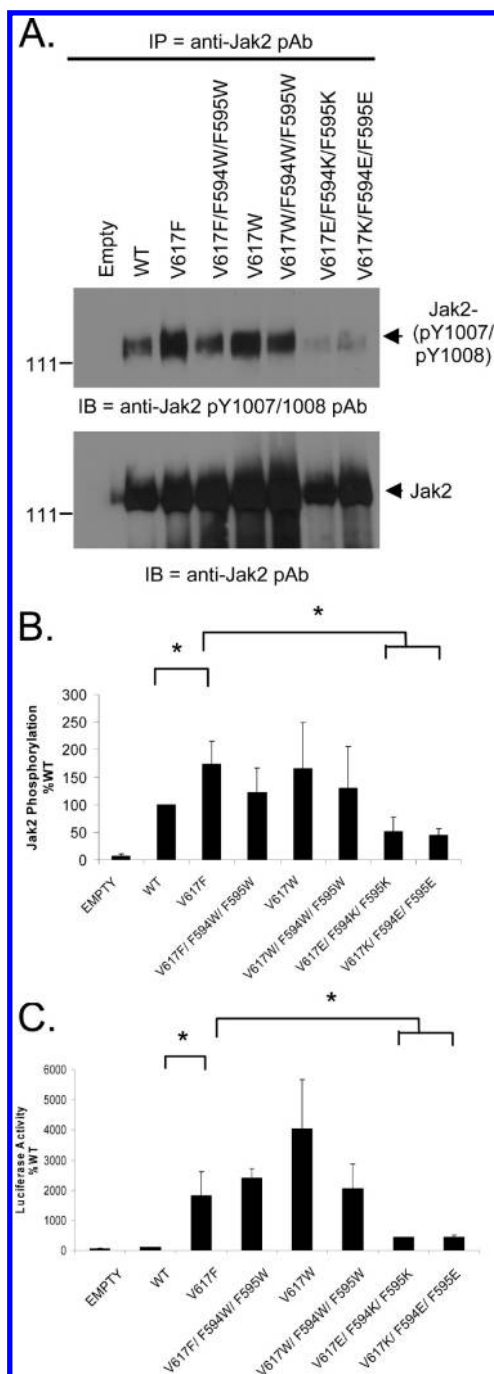 A.
IP = anti-Jak2 pAb
Empty
WT
V617F
V617F/F594W/F595W
V617W
V617W/F594W/F595W
V617E/F594K/F595K
V617K/F594E/F595E
111
Jak2-
(pY1007/
pY1008)
IB = anti-Jak2 pY1007/1008 pAb
111
Jak2
IB = anti-Jak2 pAb
B.
*
*
Jak2 Phosphorylation
%WT
300
250
200
150
100
50
0
EMPTY
WT
V617F
V617F/ F594W/ F595W
V617W
V617W/ F594W/ F595W
V617E/ F594K/ F595K
V617K/ F594E/ F595E
C.
*
*
Luciferase Activity
%WT
6000
5000
4000
3000
2000
1000
0
EMPTY
WT
V617F
V617F/ F594W/ F595W
V617W
V617W/ F594W/ F595W
V617E/ F594K/ F595K
V617K/ F594E/ F595E